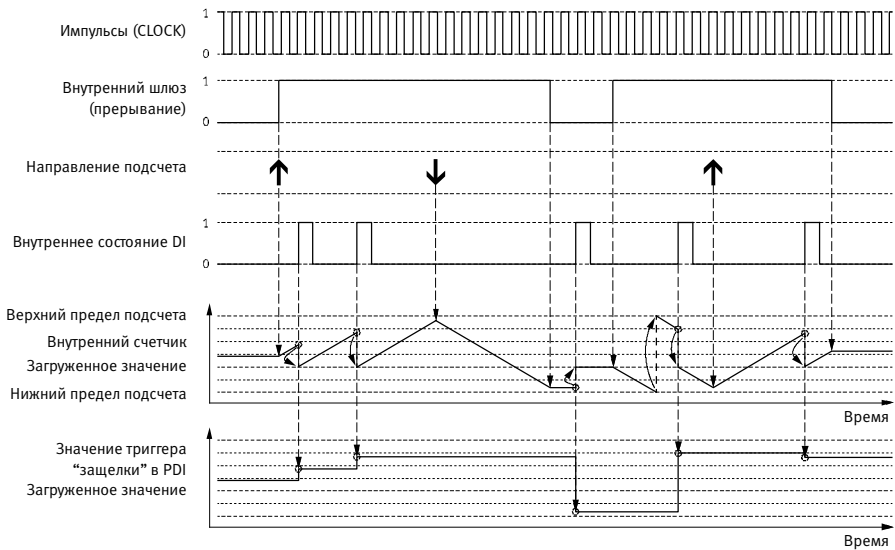 Импульсы (CLOCK)
1
0
Внутренний шлюз
(прерывание)
1
0
Направление подсчета
Внутреннее состояние DI
1
0
Верхний предел подсчета
Внутренний счетчик
Загруженное значение
Нижний предел подсчета
Время
Значение триггера
“защелки” в PDI
Загруженное значение
Время